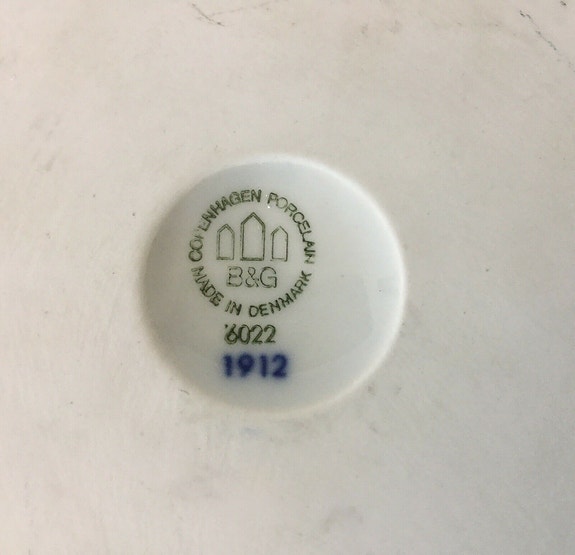 COPENHAGEN PORCELAIN
B&G
MADE IN DENMARK
6022
1912